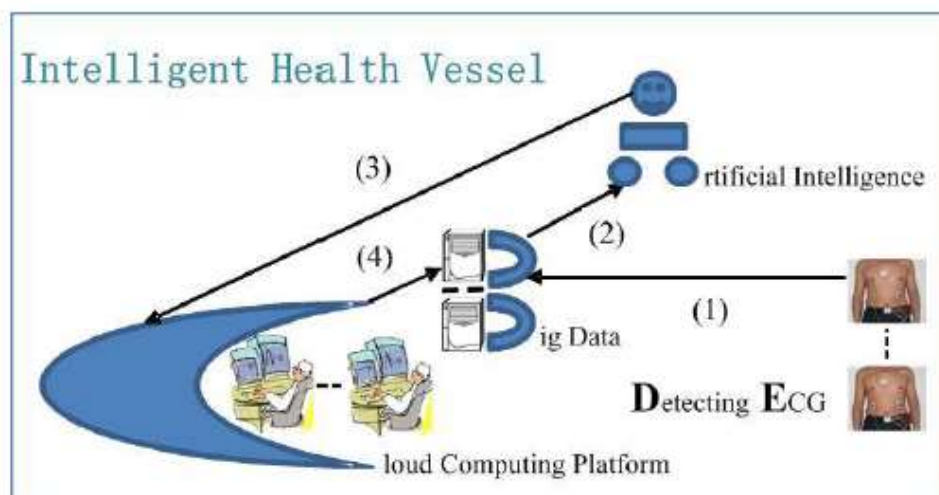 Intelligent Health Vessel
(3)
rtificial Intelligence
(2)
(4)
(1)
ig Data
Detecting ECG
loud Computing Platform